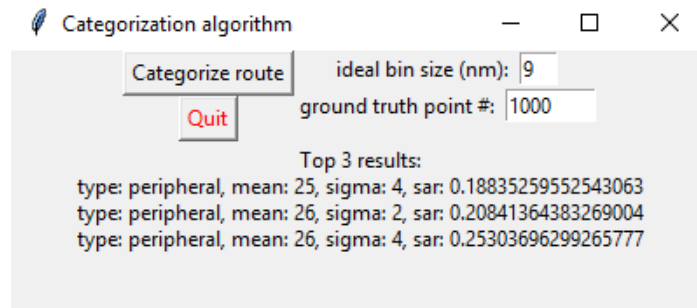 Categorization algorithm
Categorize route
ideal bin size (nm): 9
Quit
ground truth point #: 1000
Top 3 results:
type: peripheral, mean: 25, sigma: 4, sar: 0.18835259552543063
type: peripheral, mean: 26, sigma: 2, sar: 0.20841364383269004
type: peripheral, mean: 26, sigma: 4, sar: 0.25303696299265777